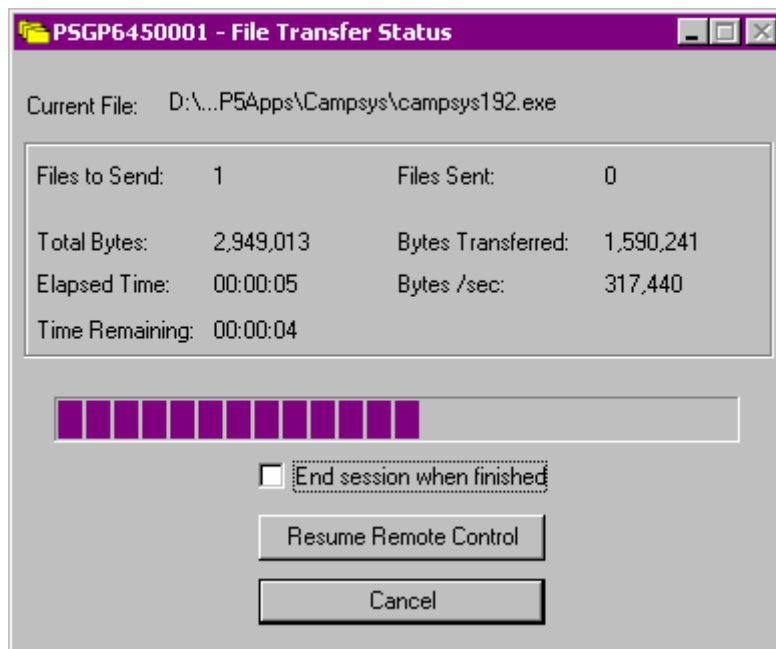 PSGP6450001 - File Transfer Status
Current File: D:\...P5Apps\Campsys\campsys192.exe
Files to Send: 1 Files Sent: 0
Total Bytes: 2,949,013 Bytes Transferred: 1,590,241
Elapsed Time: 00:00:05 Bytes /sec: 317,440
Time Remaining: 00:00:04
End session when finished
Resume Remote Control
Cancel